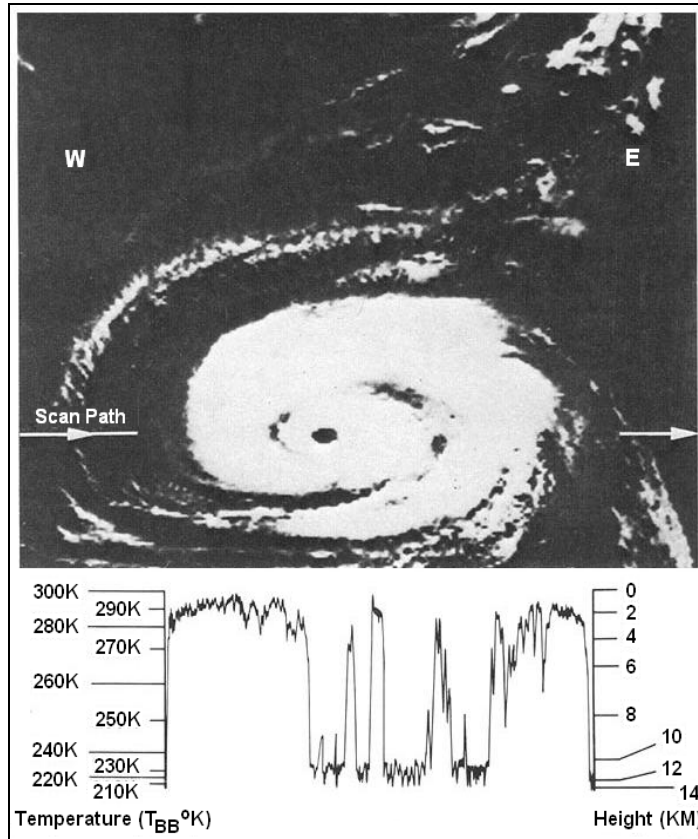 W
E
Scan Path
300K
290K
280K
270K
260K
250K
240K
230K
220K
210K
0
2
4
6
8
10
12
14
Temperature (TBB°K)
Height (KM)